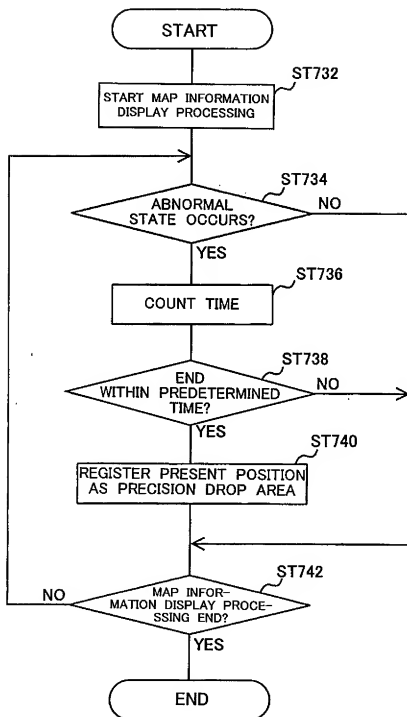 START
ST732
START MAP INFORMATION
DISPLAY PROCESSING
ST734
ABNORMAL
STATE OCCURS?
NO
YES
ST736
COUNT TIME
ST738
END
WITHIN PREDETERMINED
TIME?
NO
YES
ST740
REGISTER PRESENT POSITION
AS PRECISION DROP AREA
ST742
MAP INFOR-
MATION DISPLAY PROCE-
SSING END?
NO
YES
END